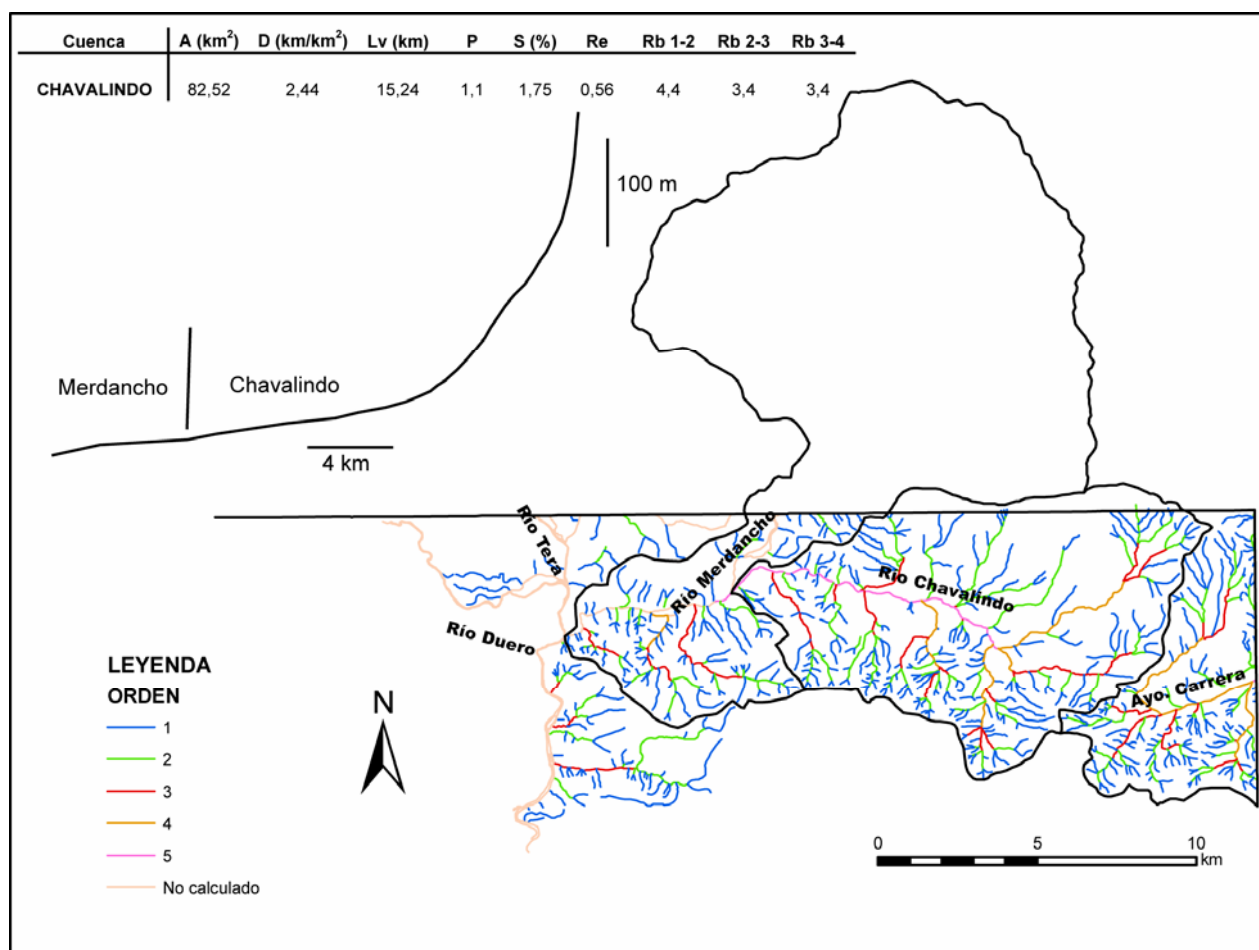 Cuenca A (km²) D (km/km²) Lv (km) P S (%) Re Rb 1-2 Rb 2-3 Rb 3-4
CHAVALINDO 82,52 2,44 15,24 1,1 1,75 0,56 4,4 3,4 3,4
100 m
Merdancho Chavalindo
4 km
Río Tera
Río Merdancho
Río Chavalindo
Río Duero
Ayo. Carrera
LEYENDA
ORDEN
1
2
3
4
5
No calculado
N
0 5 10
km